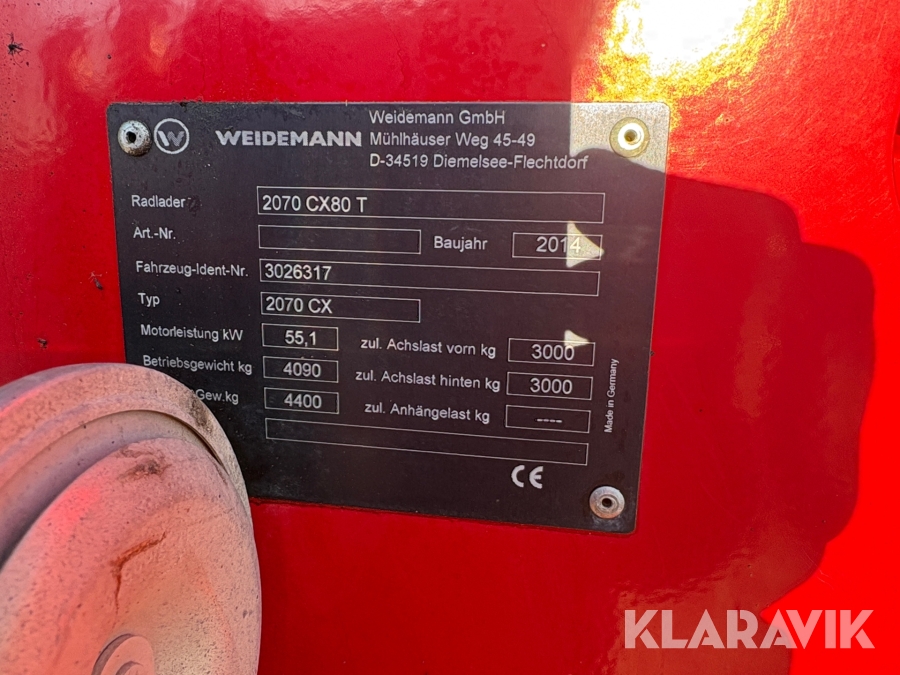 Weidemann GmbH
W WEIDEMANN Mühlhäuser Weg 45-49
D-34519 Diemelsee-Flechtdorf
Radlader 2070 CX80 T
Art.-Nr. Baujahr 2014
Fahrzeug-Ident-Nr. 3026317
Typ 2070 CX
Motorleistung kW 55,1 zul. Achslast vorn kg 3000
Betriebsgewicht kg 4090 zul. Achslast hinten kg 3000
Gew.kg 4400 zul. Anhängelast kg ----
Made in Germany
CE
KLARAVIK